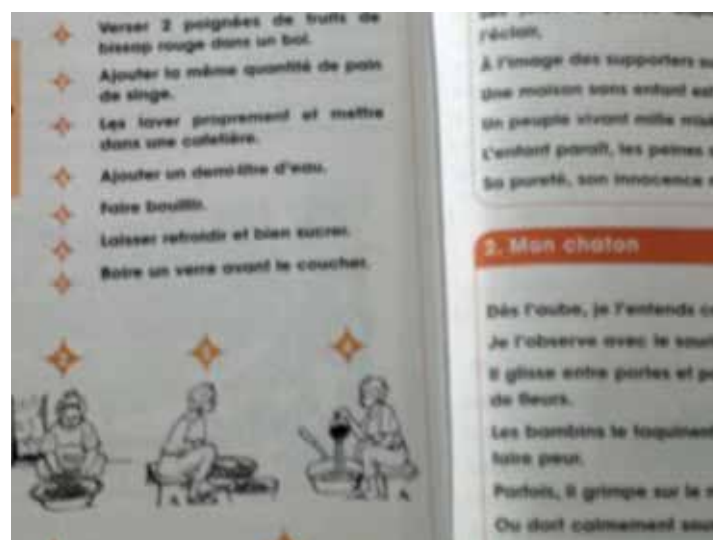 Verser 2 poignées de fruits de
bissap rouge dans un bol.
Ajouter la même quantité de pain
de singe.
Les laver proprement et mettre
dans une cafetière.
Ajouter un demi-litre d'eau.
Faire bouillir.
Laisser refroidir et bien sucrer.
Boire un verre avant le coucher.
2
3
4
l'éclair,
À l'image des supporters
Une maison sans enfant est
Un peuple vivant mille
L'enfant paraît, les peines
Sa pureté, son innocence
2. Mon chaton
Dès l'aube, je l'entends
Je l'observe avec le
Il glisse entre portes et
de fleurs.
Les bambins le taquinent
faire peur.
Parfois, il grimpe sur le
Ou dort calmement